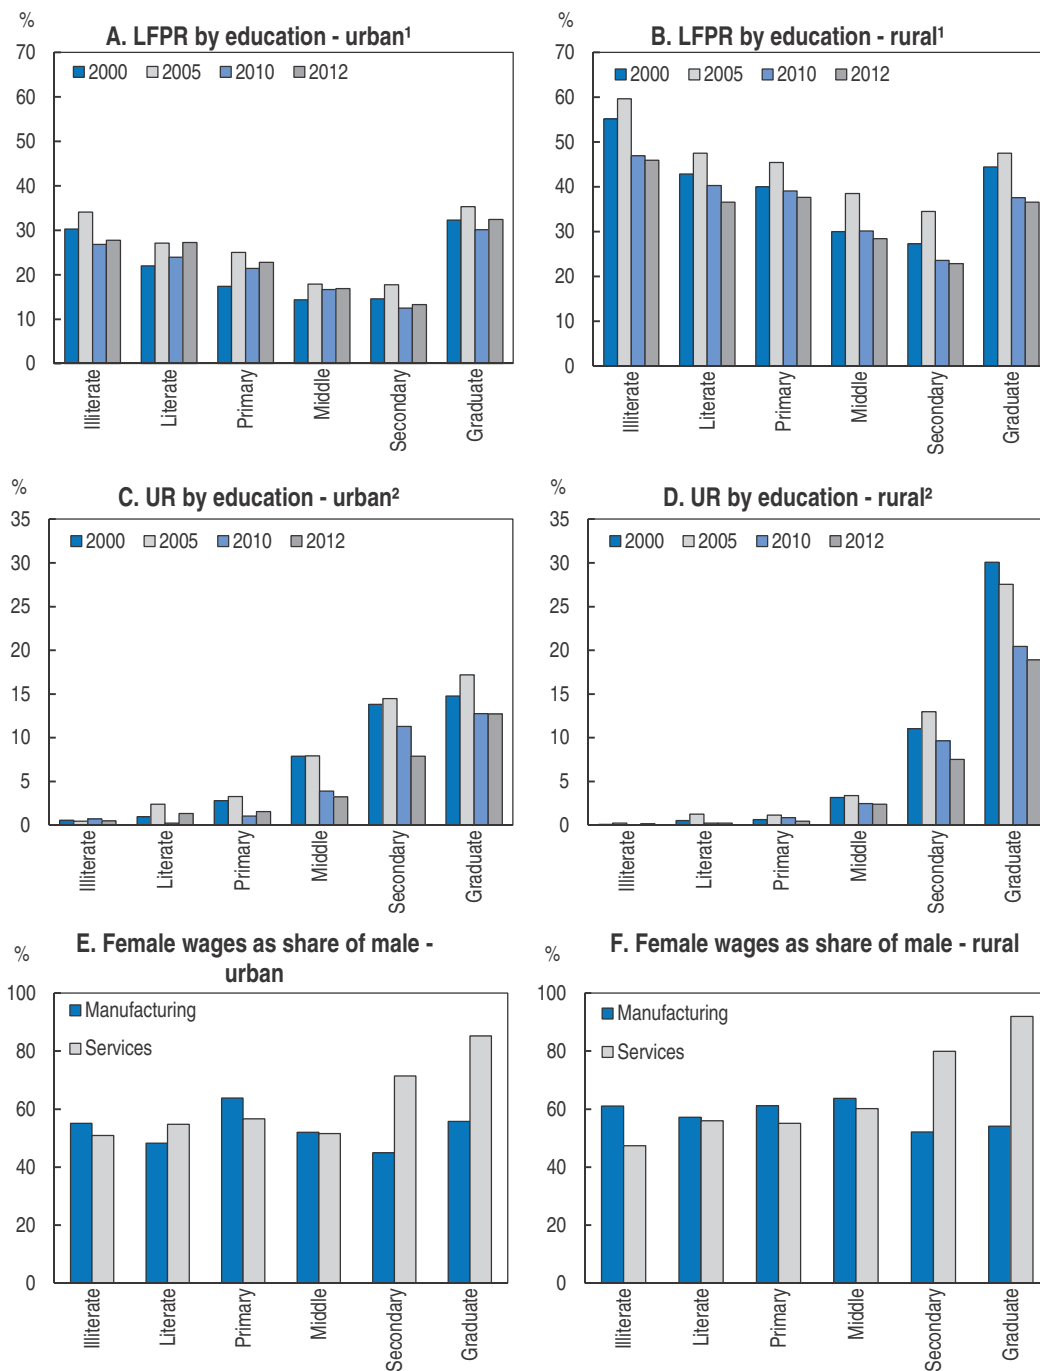 %
A. LFPR by education - urban¹
70
60
50
40
30
20
10
0
2000 2005 2010 2012
Illiterate
Literate
Primary
Middle
Secondary
Graduate
%
B. LFPR by education - rural¹
70
60
50
40
30
20
10
0
2000 2005 2010 2012
Illiterate
Literate
Primary
Middle
Secondary
Graduate
%
C. UR by education - urban²
35
30
25
20
15
10
5
0
2000 2005 2010 2012
Illiterate
Literate
Primary
Middle
Secondary
Graduate
%
D. UR by education - rural²
35
30
25
20
15
10
5
0
2000 2005 2010 2012
Illiterate
Literate
Primary
Middle
Secondary
Graduate
%
E. Female wages as share of male -
urban
100
80
60
40
20
0
Manufacturing
Services
Illiterate
Literate
Primary
Middle
Secondary
Graduate
%
F. Female wages as share of male - rural
100
80
60
40
20
0
Manufacturing
Services
Illiterate
Literate
Primary
Middle
Secondary
Graduate